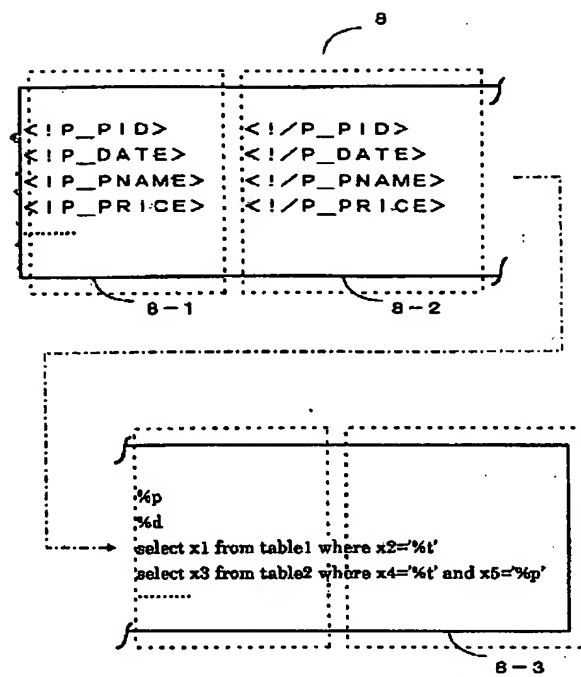 8
<!P_PID> <!/P_PID>
<!P_DATE> <!/P_DATE>
<!P_PNAME> <!/P_PNAME>
<!P_PRICE> <!/P_PRICE>
8-1 8-2
%p
%d
select x1 from table1 where x2='%t'
select x3 from table2 where x4='%t' and x5='%p'
8-3